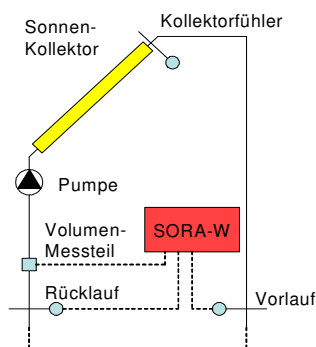 Sonnen-
Kollektor
Kollektorfühler
Pumpe
Volumen-
Messteil
SORA-W
Rücklauf
Vorlauf